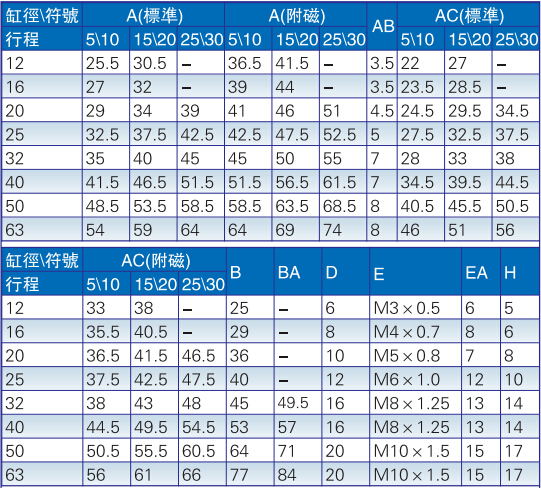 缸徑\符號 A(標準) A(附磁) AB AC(標準)
行程 5\10 15\20 25\30 5\10 15\20 25\30 5\10 15\20 25\30
12 25.5 30.5 – 36.5 41.5 – 3.5 22 27 –
16 27 32 – 39 44 – 3.5 23.5 28.5 –
20 29 34 39 41 46 51 4.5 24.5 29.5 34.5
25 32.5 37.5 42.5 42.5 47.5 52.5 5 27.5 32.5 37.5
32 35 40 45 45 50 55 7 28 33 38
40 41.5 46.5 51.5 51.5 56.5 61.5 7 34.5 39.5 44.5
50 48.5 53.5 58.5 58.5 63.5 68.5 8 40.5 45.5 50.5
63 54 59 64 64 69 74 8 46 51 56
缸徑\符號 AC(附磁) B BA D E EA H
行程 5\10 15\20 25\30
12 33 38 – 25 – 6 M3×0.5 6 5
16 35.5 40.5 – 29 – 8 M4×0.7 8 6
20 36.5 41.5 46.5 36 – 10 M5×0.8 7 8
25 37.5 42.5 47.5 40 – 12 M6×1.0 12 10
32 38 43 48 45 49.5 16 M8×1.25 13 14
40 44.5 49.5 54.5 53 57 16 M8×1.25 13 14
50 50.5 55.5 60.5 64 71 20 M10×1.5 15 17
63 56 61 66 77 84 20 M10×1.5 15 17